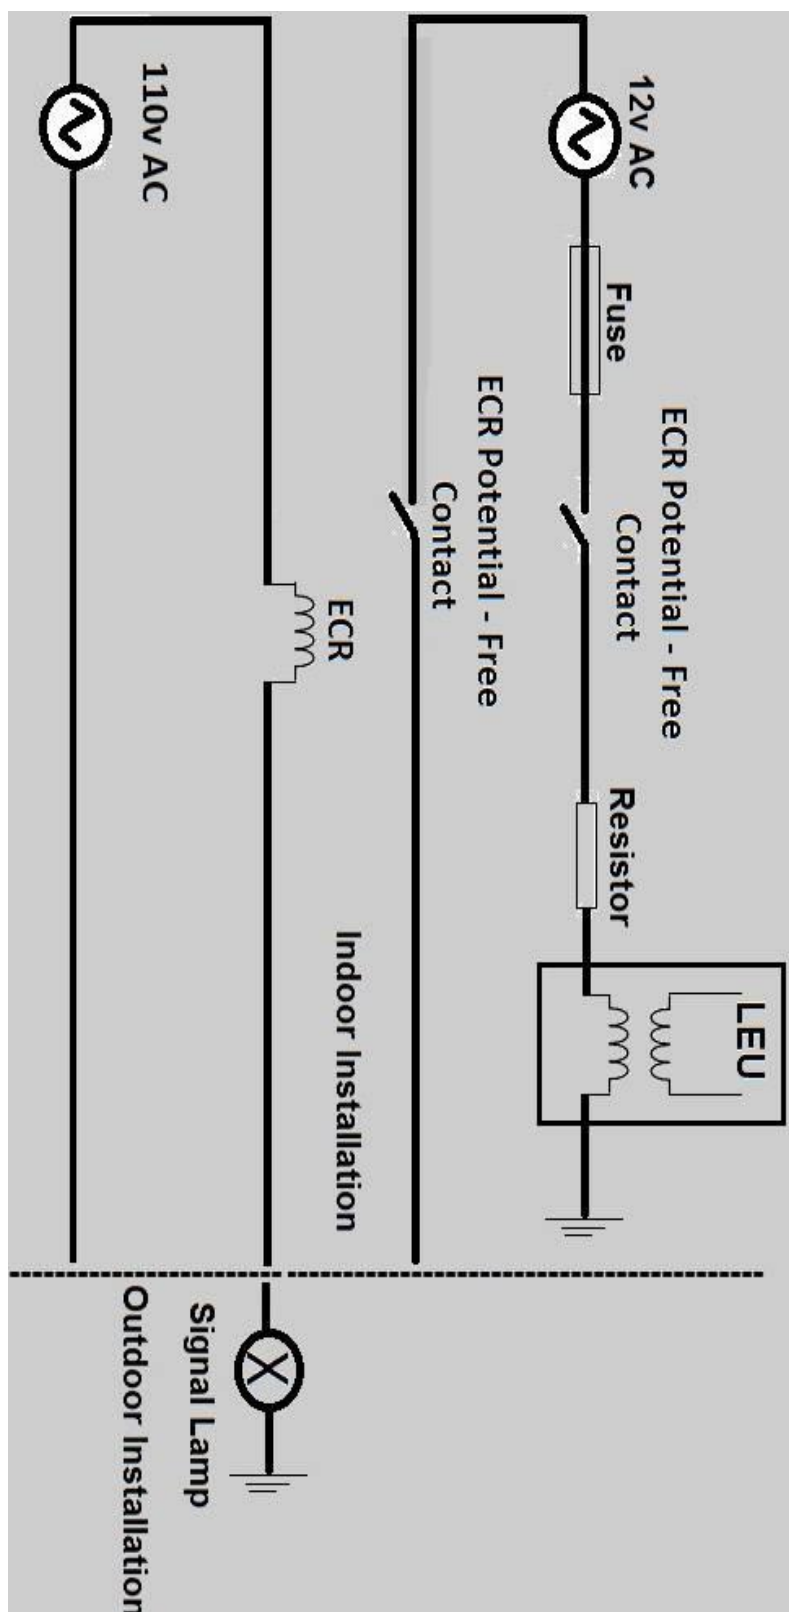 12v AC
Fuse
ECR Potential - Free
Contact
Resistor
LEU
ECR Potential - Free
Contact
110v AC
ECR
Indoor Installation
Signal Lamp
Outdoor Installation